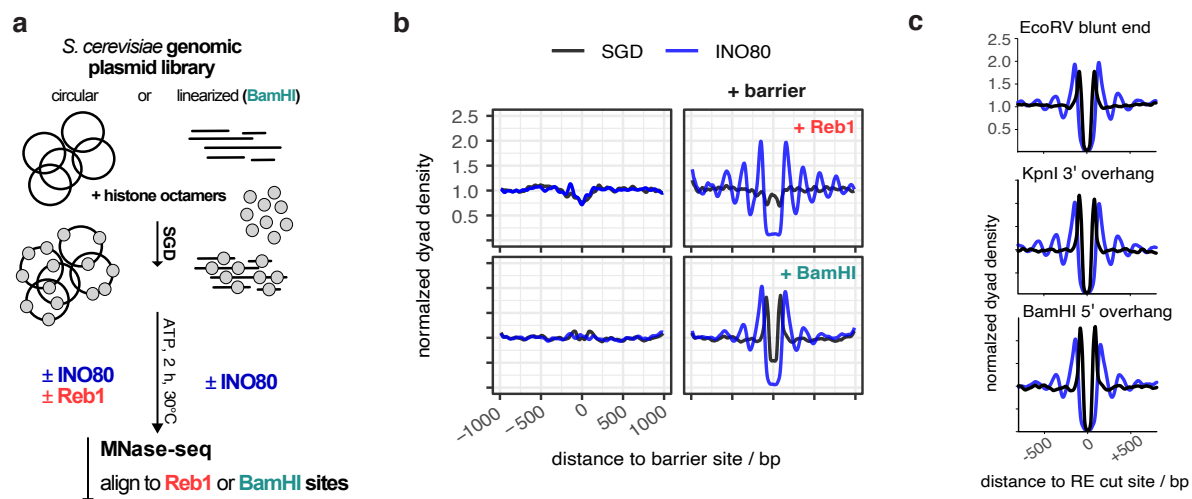 a
S. cerevisiae genomic
plasmid library
circular or linearized (BamHI)
+ histone octamers
SGD
ATP, 2 h, 30°C
± INO80
± Reb1
± INO80
MNase-seq
align to Reb1 or BamHI sites
b
SGD INO80
+ barrier
+ Reb1
2.5
2.0
1.5
1.0
0.5
+ BamHI
normalzed dyad density
−1000 −500 0 500 1000
distance to barrier site / bp
c
EcoRV blunt end
2.5
2.0
1.5
1.0
0.5
KpnI 3' overhang
BamHI 5' overhang
normalzed dyad density
-500 0 +500
distance to RE cut site / bp